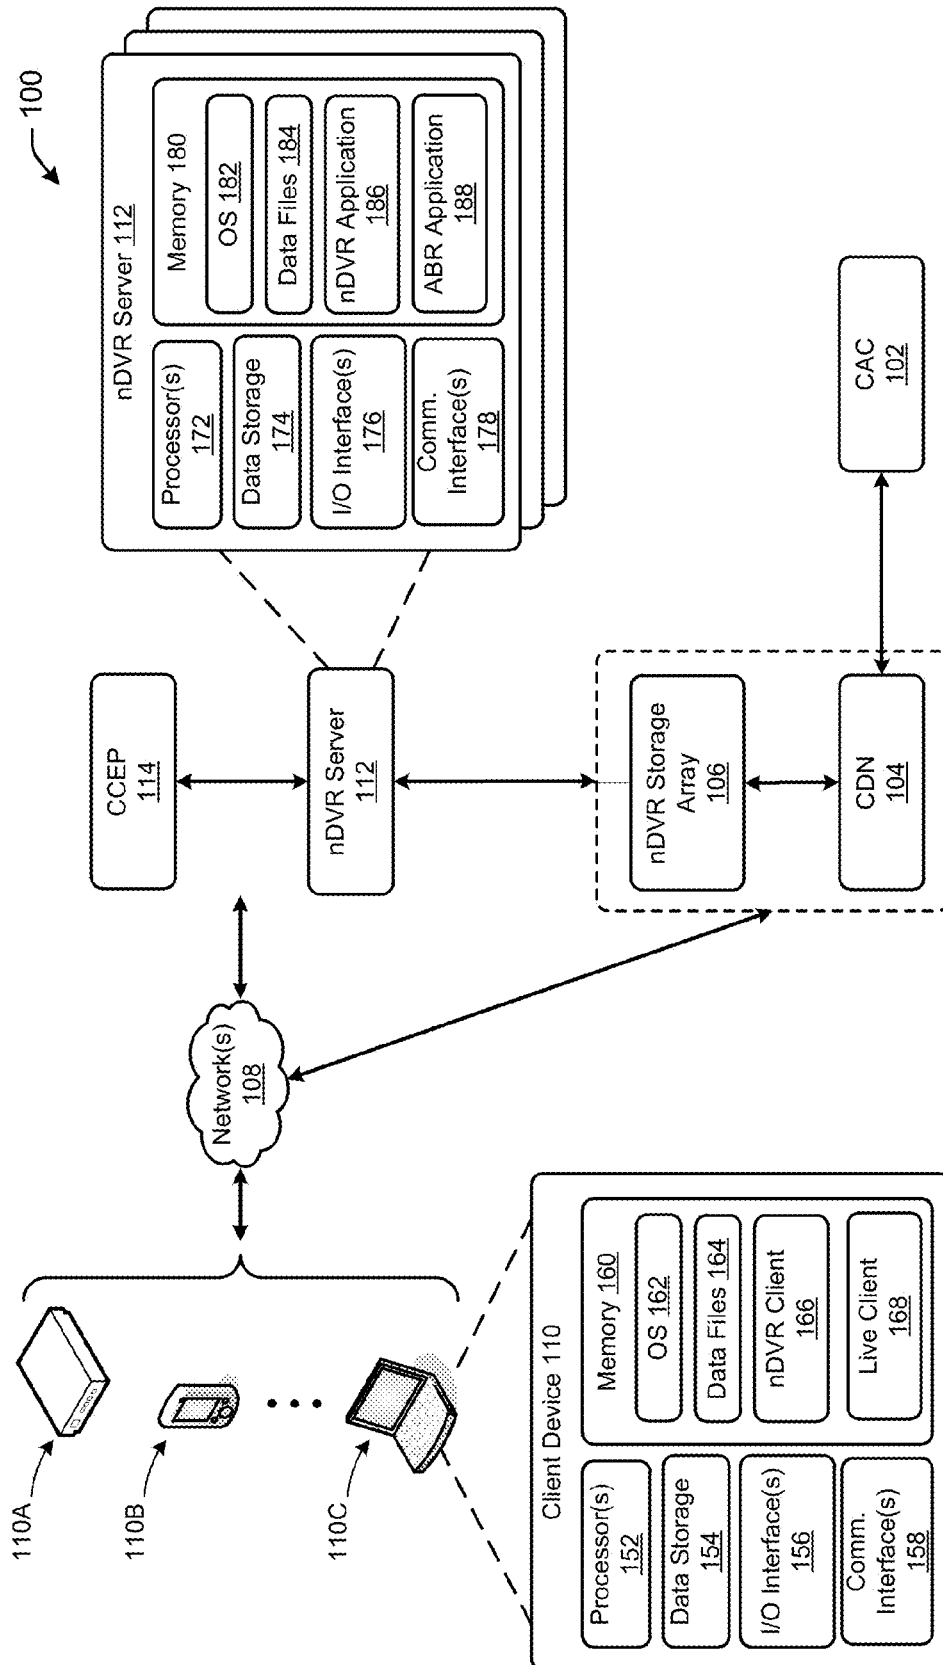 100
110A
110B
110C
Network(s)
108
CCEP
114
nDVR Server
112
nDVR Server 112
Processor(s)
172
Data Storage
174
I/O Interface(s)
176
Comm.
Interface(s)
178
Memory 180
OS 182
Data Files 184
nDVR Application
186
ABR Application
188
Client Device 110
Processor(s)
152
Data Storage
154
I/O Interface(s)
156
Comm.
Interface(s)
158
Memory 160
OS 162
Data Files 164
nDVR Client
166
Live Client
168
nDVR Storage
Array
106
CDN
104
CAC
102